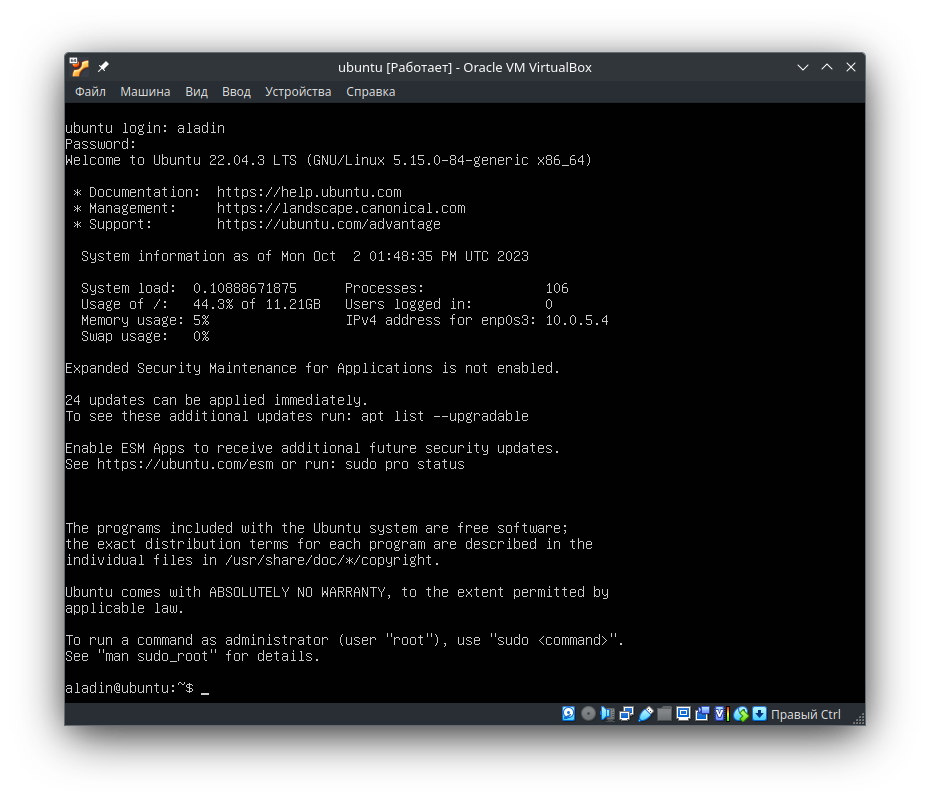 ubuntu [Работает] - Oracle VM VirtualBox
Файл Машина Вид Ввод Устройства Справка
ubuntu login: aladin
Password:
Welcome to Ubuntu 22.04.3 LTS (GNU/Linux 5.15.0-84-generic x86_64)
* Documentation:  https://help.ubuntu.com
* Management:     https://landscape.canonical.com
* Support:        https://ubuntu.com/advantage
System information as of Mon Oct  2 01:48:35 PM UTC 2023
System load:  0.10888671875      Processes:               106
Usage of /:   44.3% of 11.21GB   Users logged in:         0
Memory usage: 5%                 IPv4 address for enp0s3: 10.0.5.4
Swap usage:   0%
Expanded Security Maintenance for Applications is not enabled.
24 updates can be applied immediately.
To see these additional updates run: apt list --upgradable
Enable ESM Apps to receive additional future security updates.
See https://ubuntu.com/esm or run: sudo pro status
The programs included with the Ubuntu system are free software;
the exact distribution terms for each program are described in the
individual files in /usr/share/doc/*/copyright.
Ubuntu comes with ABSOLUTELY NO WARRANTY, to the extent permitted by
applicable law.
To run a command as administrator (user "root"), use "sudo <command>".
See "man sudo_root" for details.
aladin@ubuntu:~$ _
Правый Ctrl